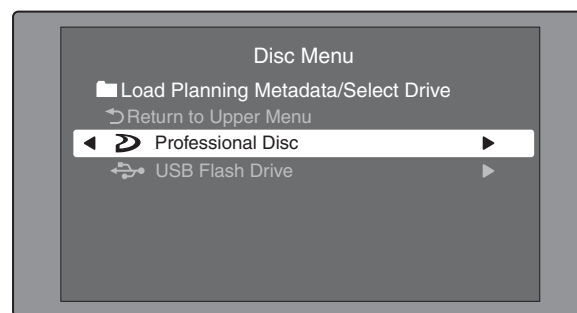 Disc Menu
Load Planning Metadata/Select Drive
Return to Upper Menu
Professional Disc
USB Flash Drive